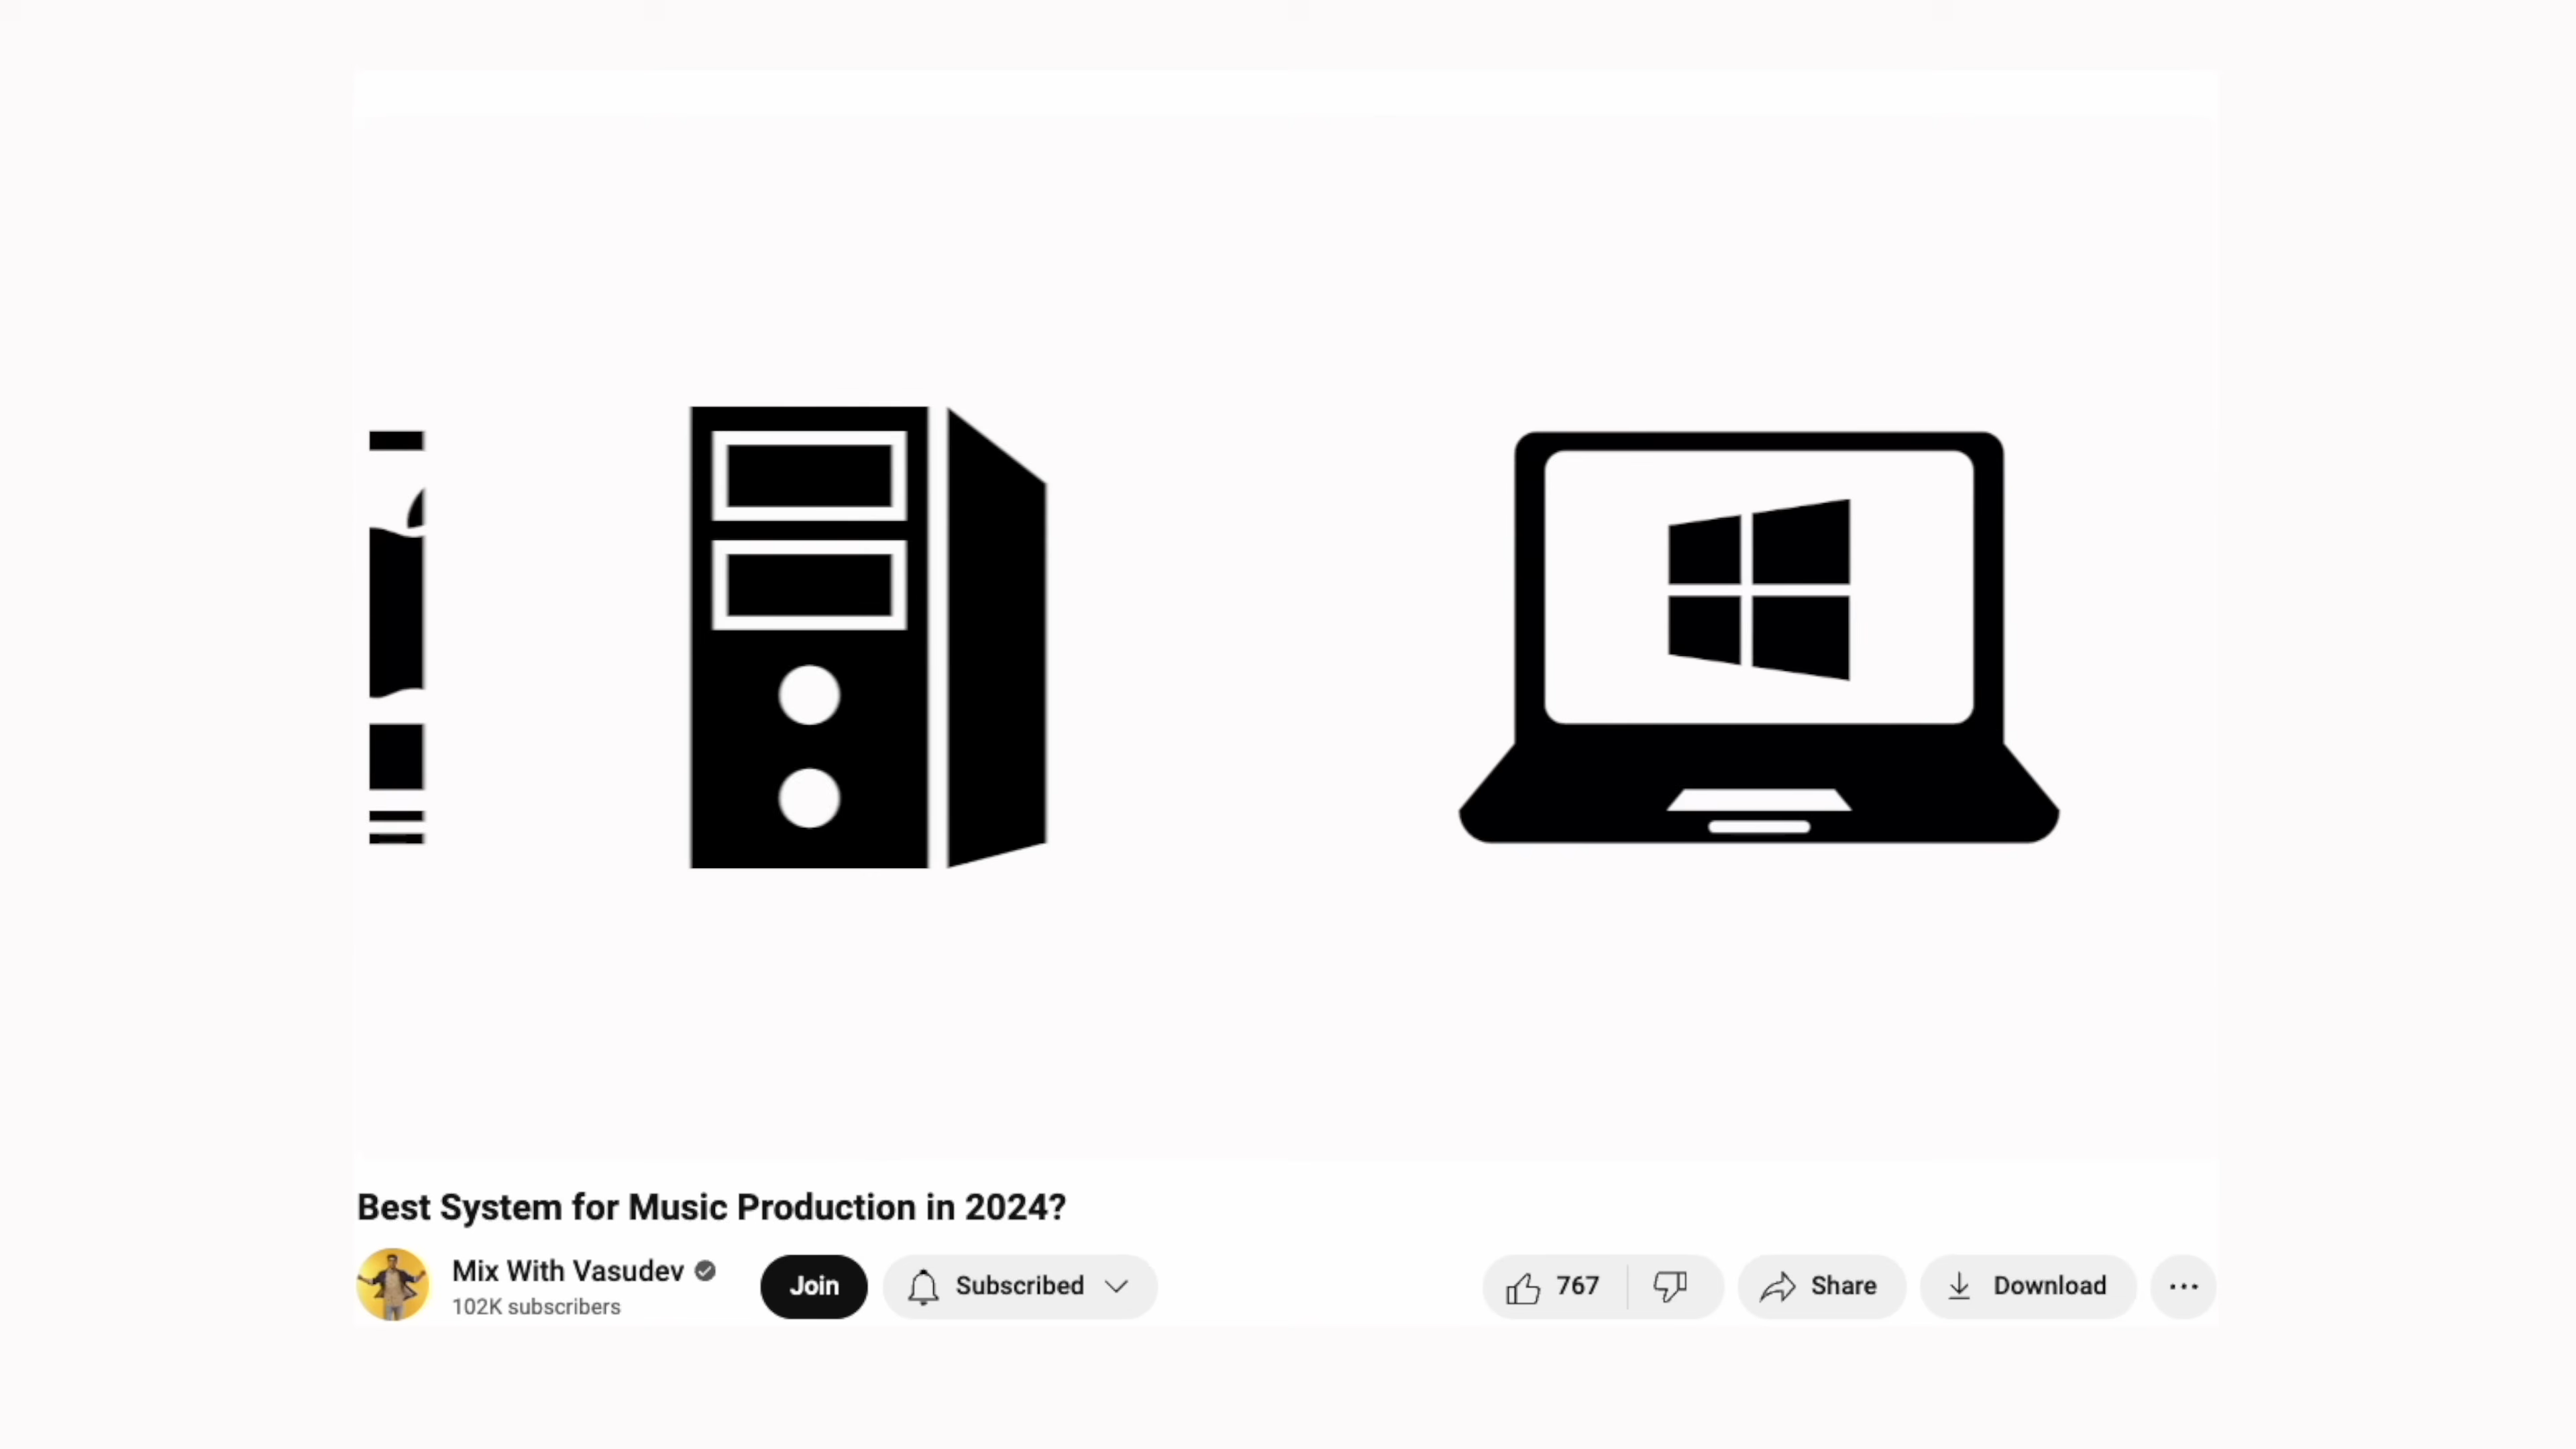 Best System for Music Production in 2024?
Mix With Vasudev
102K subscribers
Join
Subscribed
767
Share
Download